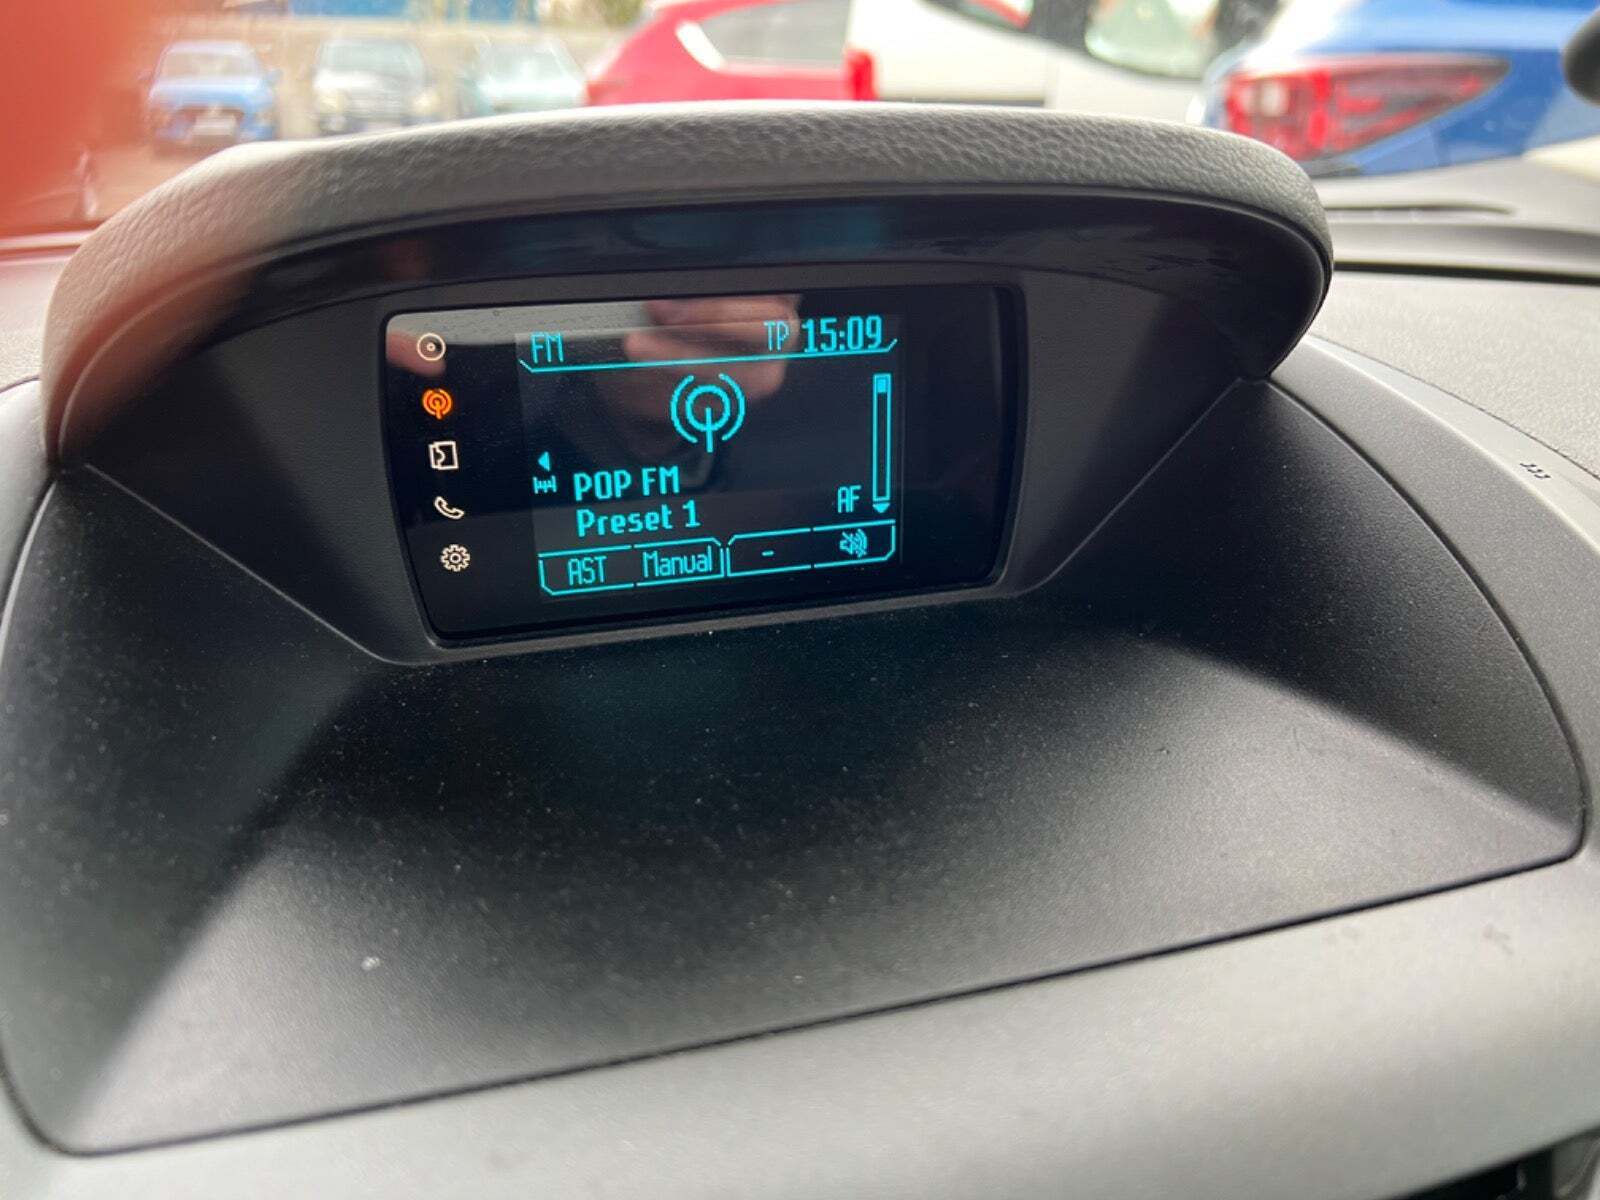 FM TP 15:09
POP FM
Preset 1 AF
AST Manual -